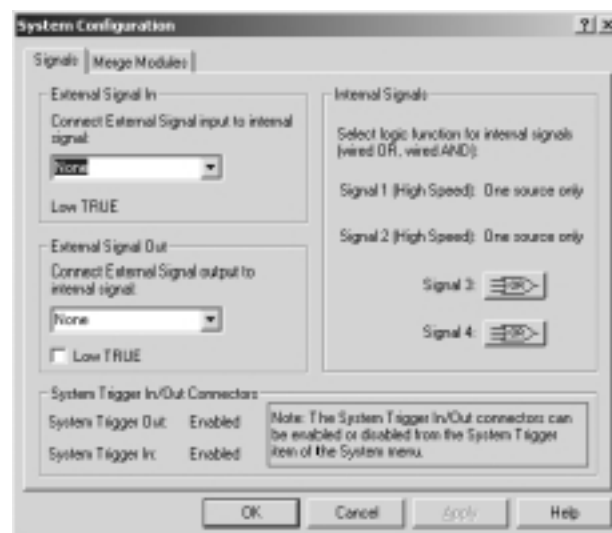 System Configuration
Signals
Merge Modules
External Signal In
Connect External Signal input to internal
signal:
None
Low TRUE
External Signal Out
Connect External Signal output to
internal signal:
None
Low TRUE
Internal Signals
Select logic function for internal signals
(wired OR, wired AND):
Signal 1 (High Speed): One source only
Signal 2 (High Speed): One source only
Signal 3: OR
Signal 4: OR
System Trigger In/Out Connectors
System Trigger Out: Enabled
System Trigger In: Enabled
Note: The System Trigger In/Out connectors can
be enabled or disabled from the System Trigger
item of the System menu.
OK
Cancel
Apply
Help